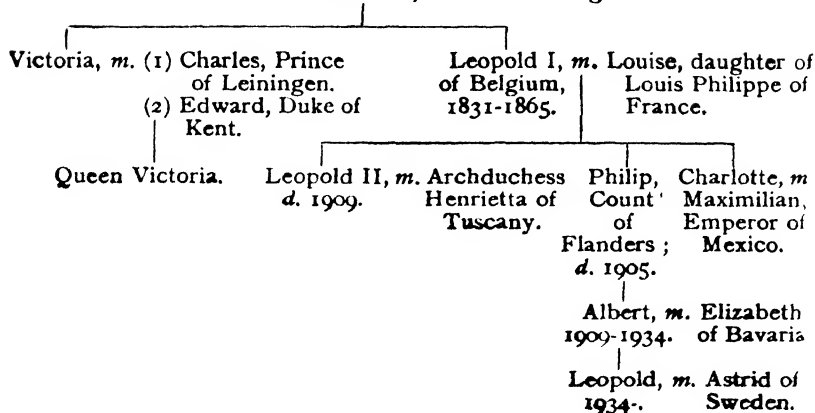 Victoria, m. (1) Charles, Prince of Leiningen.
(2) Edward, Duke of Kent.
Leopold I, m. Louise, daughter of
of Belgium, Louis Philippe of
1831-1865. France.
Queen Victoria.
Leopold II, m. Archduchess
d. 1909. Henrietta of
Tuscany.
Philip,
Count
of
Flanders;
d. 1905.
Charlotte, m
Maximilian,
Emperor of
Mexico.
Albert, m. Elizabeth
1909-1934. of Bavaria
Leopold, m. Astrid of
1934-. Sweden.